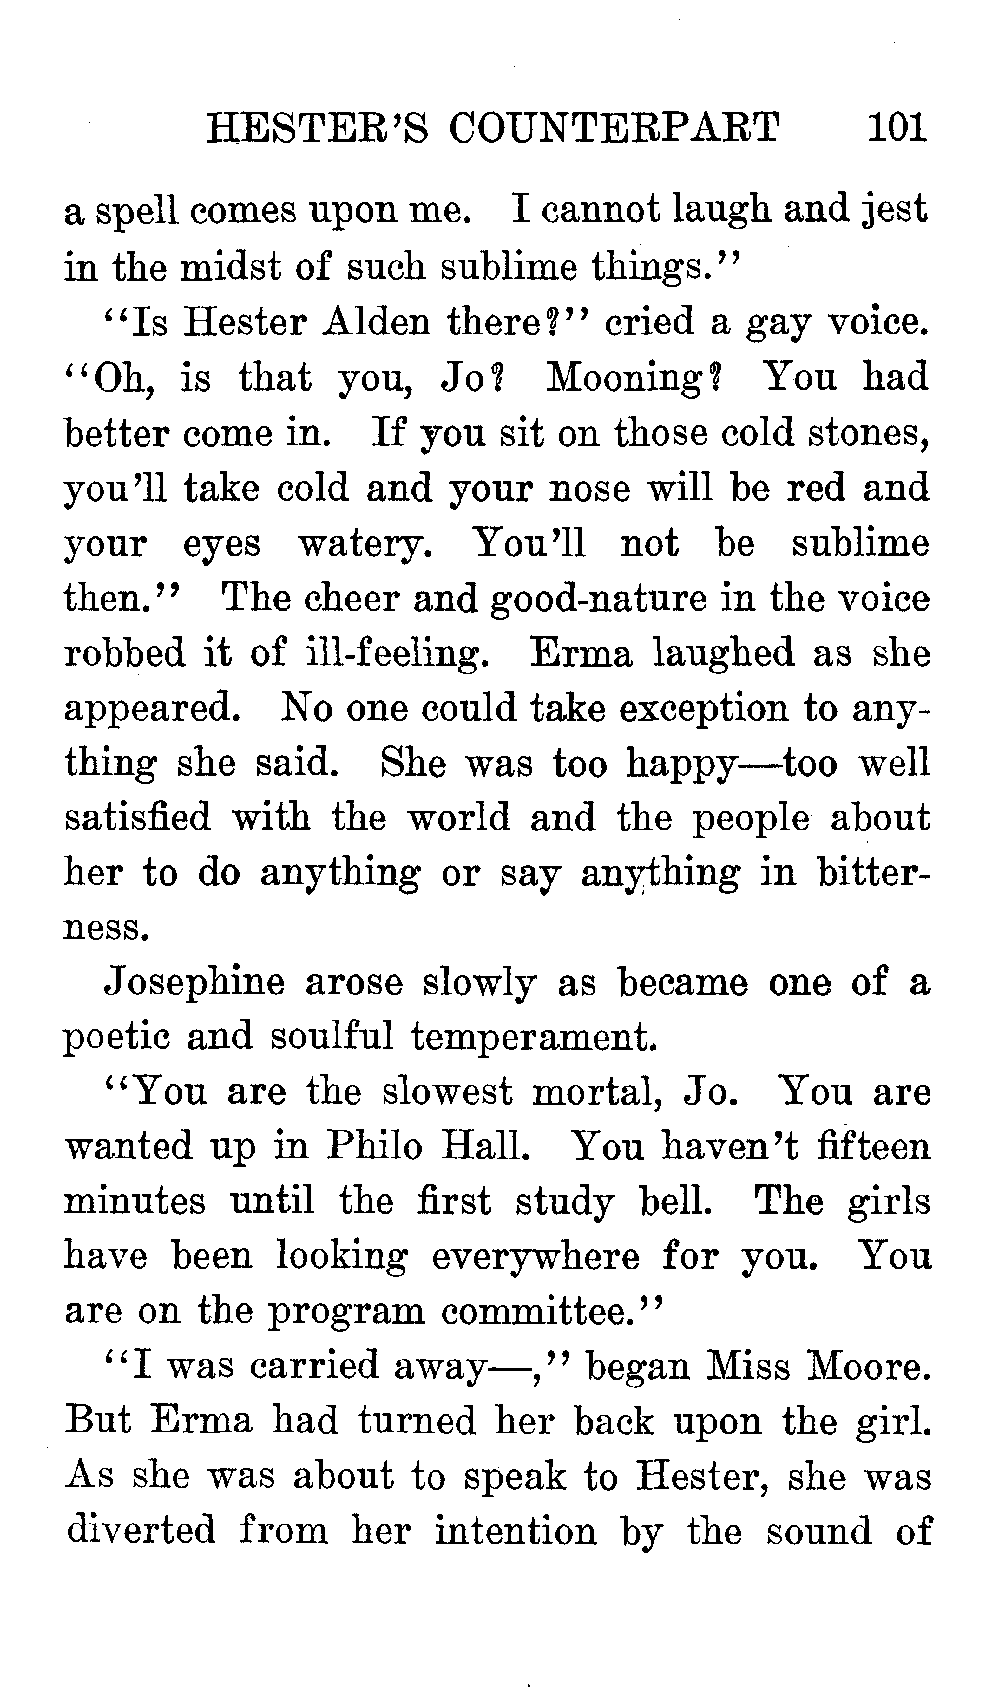 HESTER'S COUNTERPART 101
a spell comes upon me. I cannot laugh and jest
in the midst of such sublime things."
"Is Hester Alden there?" cried a gay voice.
"Oh, is that you, Jo? Mooning? You had
better come in. If you sit on those cold stones,
you'll take cold and your nose will be red and
your eyes watery. You'll not be sublime
then." The cheer and good-nature in the voice
robbed it of ill-feeling. Erma laughed as she
appeared. No one could take exception to any-
thing she said. She was too happy—too well
satisfied with the world and the people about
her to do anything or say anything in bitter-
ness.
Josephine arose slowly as became one of a
poetic and soulful temperament.
"You are the slowest mortal, Jo. You are
wanted up in Philo Hall. You haven't fifteen
minutes until the first study bell. The girls
have been looking everywhere for you. You
are on the program committee."
"I was carried away—," began Miss Moore.
But Erma had turned her back upon the girl.
As she was about to speak to Hester, she was
diverted from her intention by the sound of